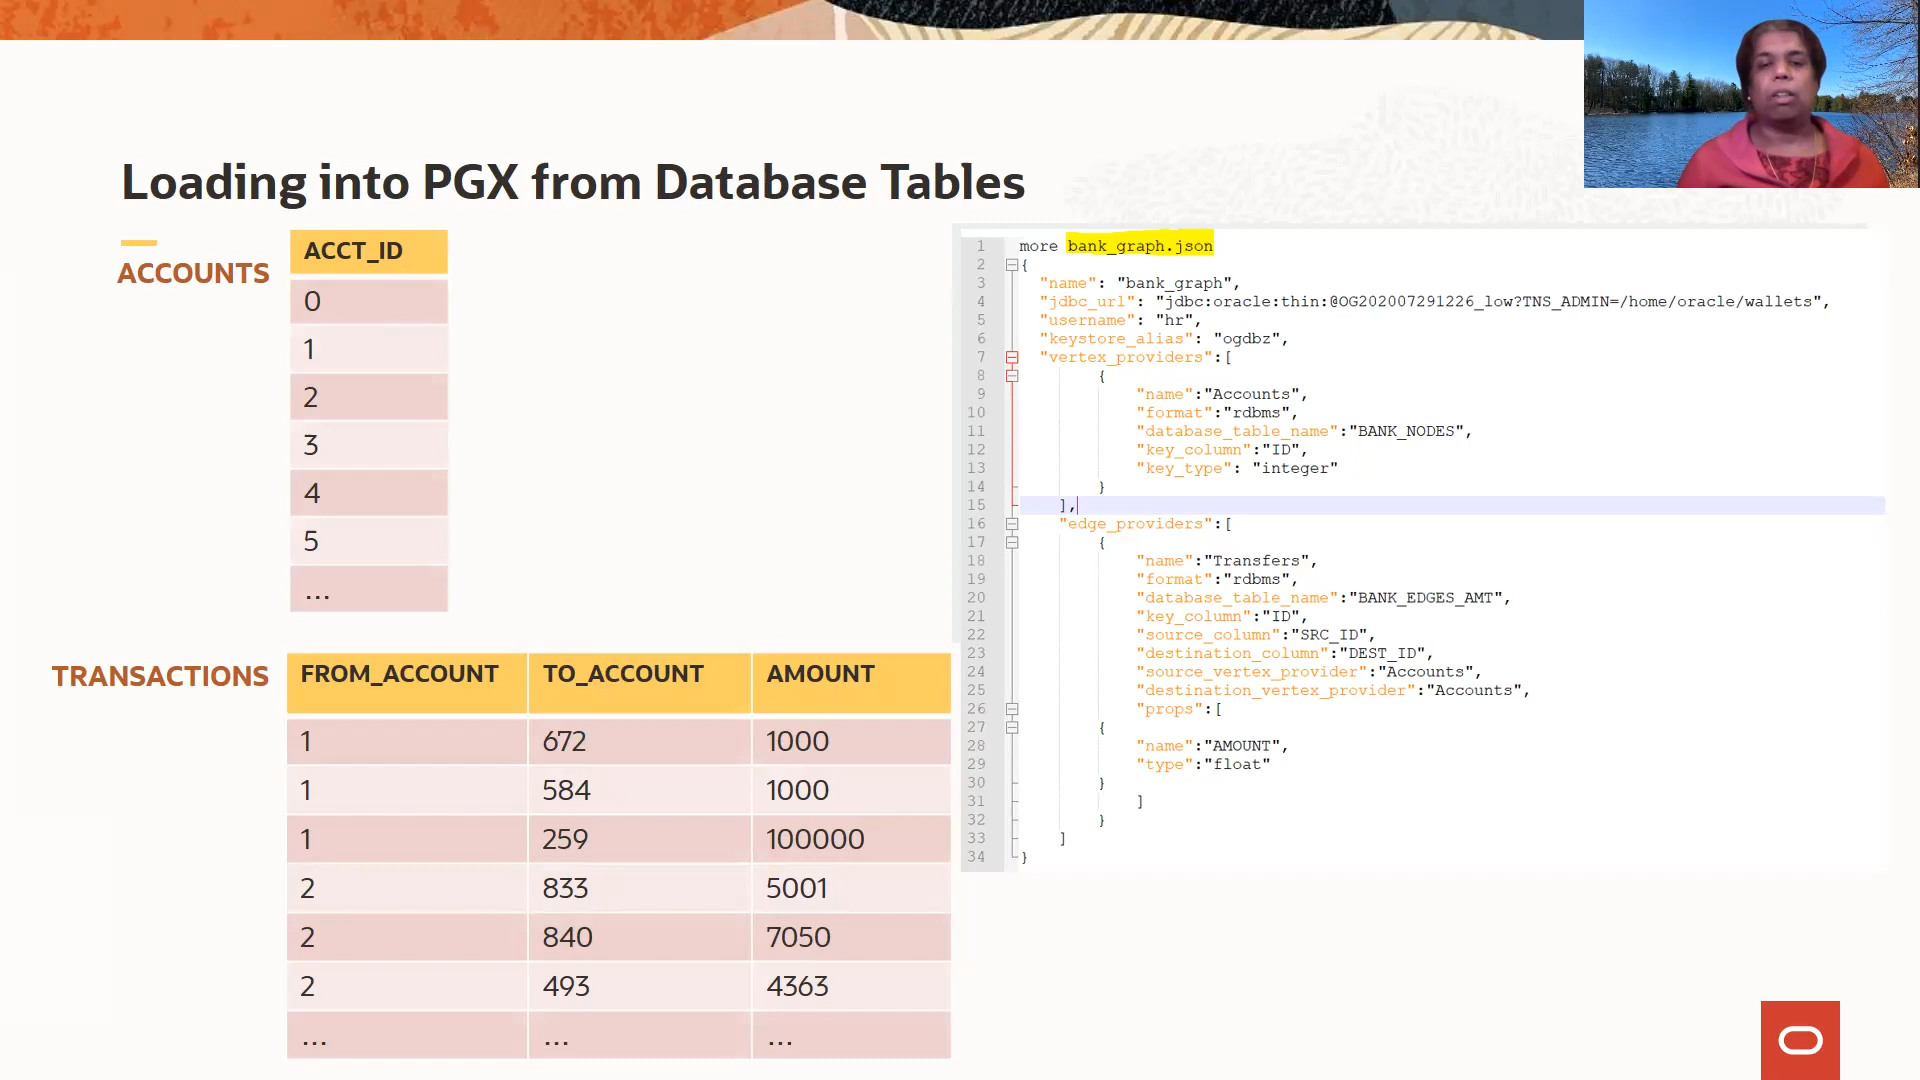 Loading into PGX from Database Tables
ACCOUNTS
ACCT_ID
0
1
2
3
4
5
...
TRANSACTIONS
FROM_ACCOUNT TO_ACCOUNT AMOUNT
1 672 1000
1 584 1000
1 259 100000
2 833 5001
2 840 7050
2 493 4363
... ... ...
1 more bank_graph.json
2 {
3 "name": "bank_graph",
4 "jdbc_url": "jdbc:oracle:thin:@OG202007291226_low?TNS_ADMIN=/home/oracle/wallets",
5 "username": "hr",
6 "keystore_alias": "ogdbz",
7 "vertex_providers":[
8 {
9 "name":"Accounts",
10 "format":"rdbms",
11 "database_table_name":"BANK_NODES",
12 "key_column":"ID",
13 "key_type": "integer"
14 }
15 ],
16 "edge_providers":[
17 {
18 "name":"Transfers",
19 "format":"rdbms",
20 "database_table_name":"BANK_EDGES_AMT",
21 "key_column":"ID",
22 "source_column":"SRC_ID",
23 "destination_column":"DEST_ID",
24 "source_vertex_provider":"Accounts",
25 "destination_vertex_provider":"Accounts",
26 "props":[
27 {
28 "name":"AMOUNT",
29 "type":"float"
30 }
31 ]
32 }
33 ]
34 }